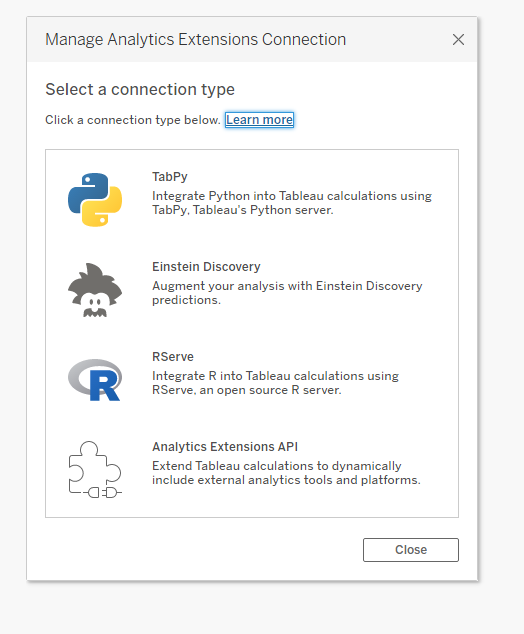 Manage Analytics Extensions Connection
Select a connection type
Click a connection type below. Learn more
TabPy
Integrate Python into Tableau calculations using
TabPy, Tableau's Python server.
Einstein Discovery
Augment your analysis with Einstein Discovery
predictions.
RServe
Integrate R into Tableau calculations using
RServe, an open source R server.
R
Analytics Extensions API
Extend Tableau calculations to dynamically
include external analytics tools and platforms.
Close